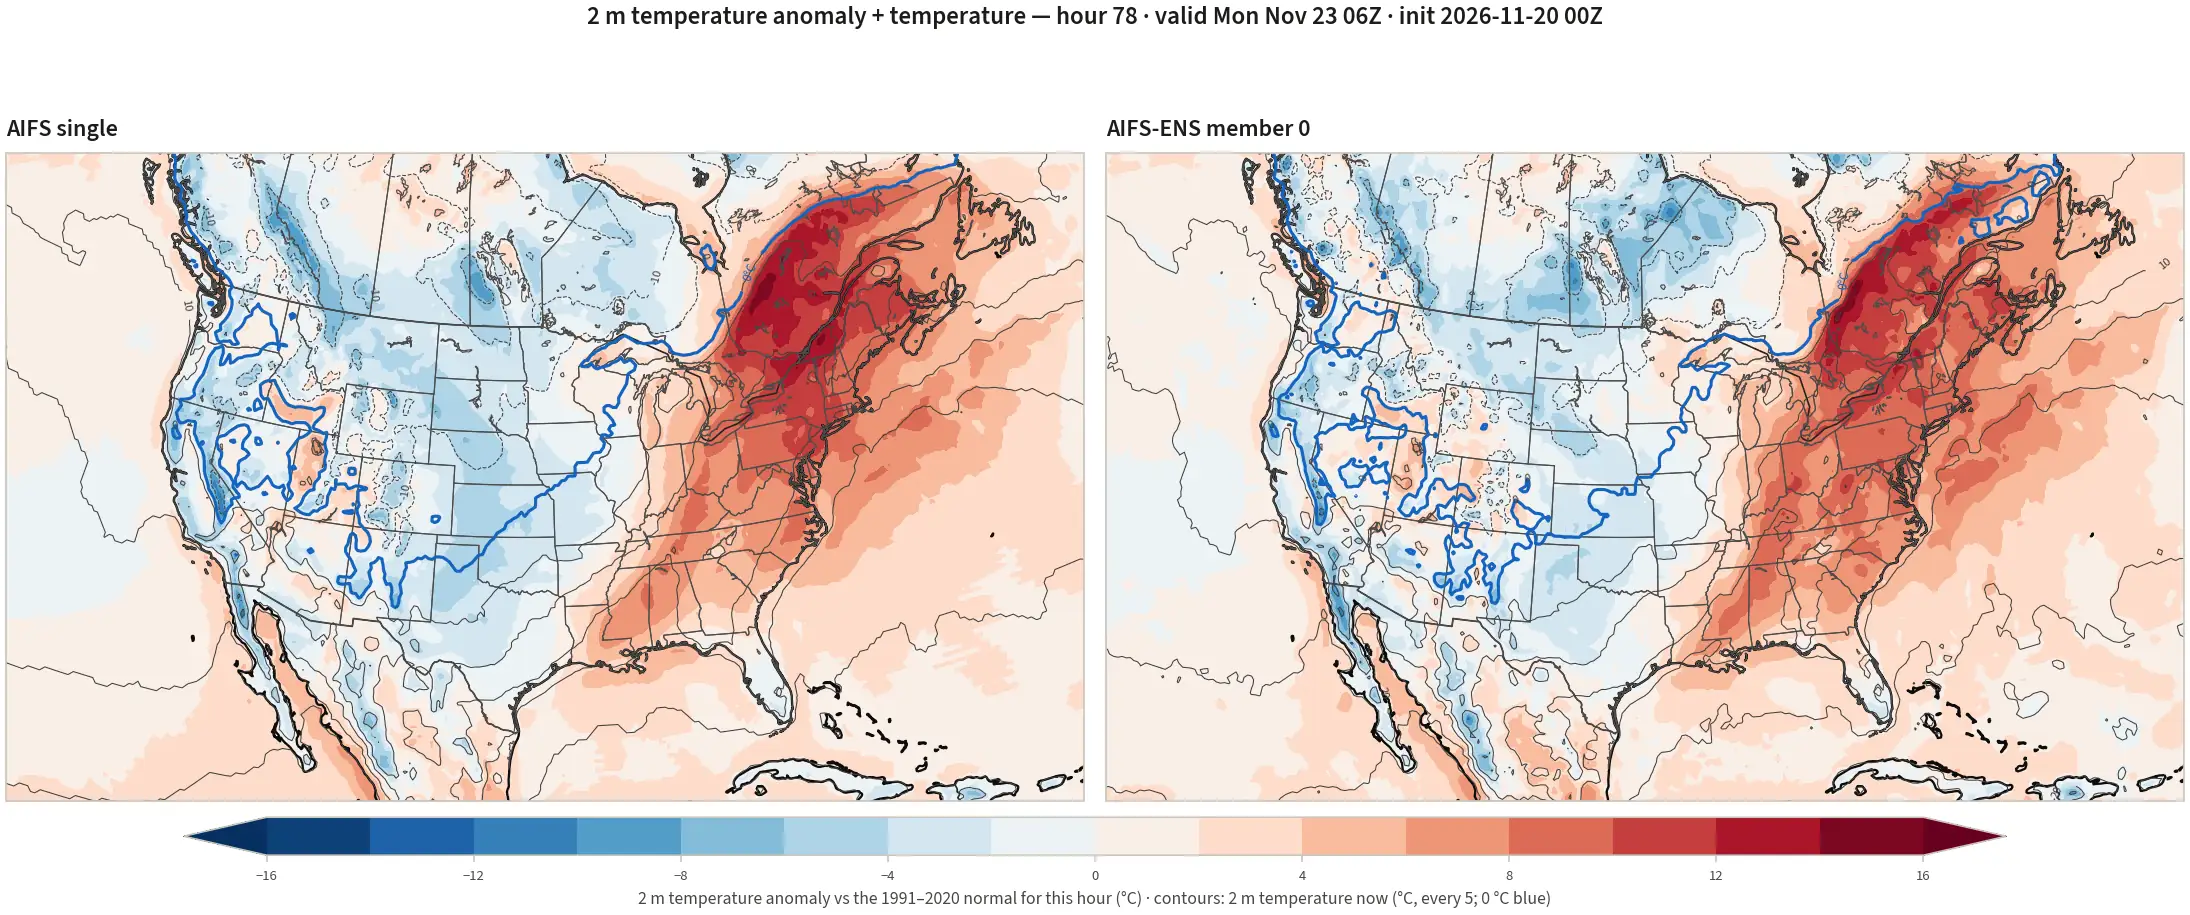 2 m temperature anomaly + temperature — hour 78 · valid Mon Nov 23 06Z · init 2026-11-20 00Z
AIFS single
AIFS-ENS member 0
−16 −12 −8 −4 0 4 8 12 16
2 m temperature anomaly vs the 1991–2020 normal for this hour (°C) · contours: 2 m temperature now (°C, every 5; 0 °C blue)